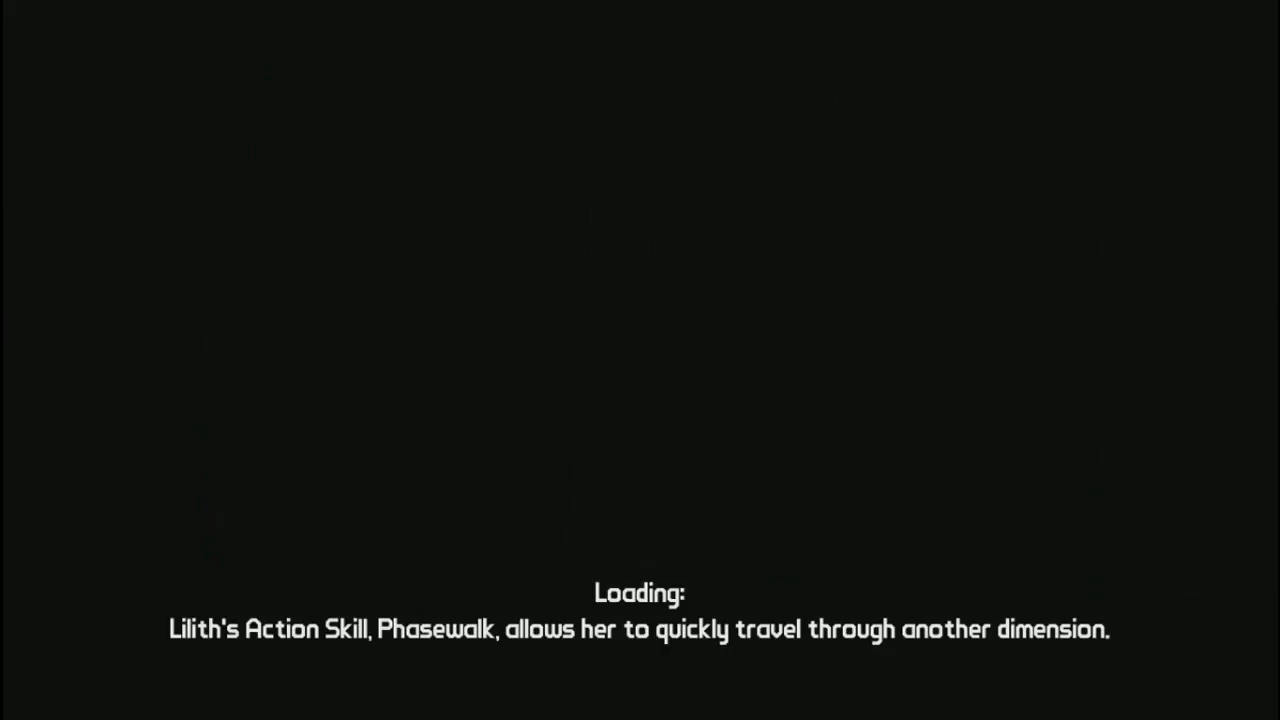 Loading:
Lilith's Action Skill, Phasewalk, allows her to quickly travel through another dimension.